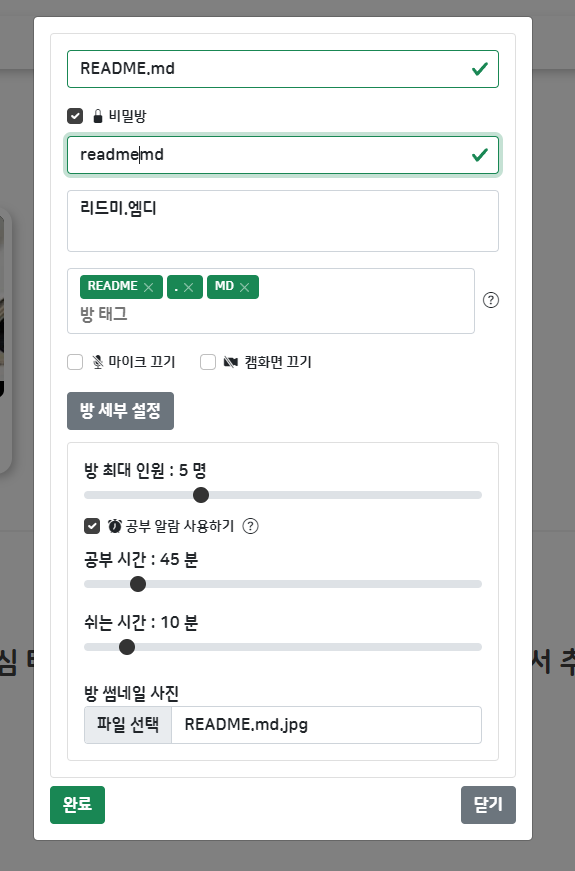 README.md
비밀방
readmemd
리드미.엠디
README × . × MD ×
방 태그
?
마이크 끄기 캠화면 끄기
방 세부 설정
방 최대 인원 : 5 명
공부 알람 사용하기 ?
공부 시간 : 45 분
쉬는 시간 : 10 분
심
서 추
방 썸네일 사진
파일 선택 README.md.jpg
완료 닫기